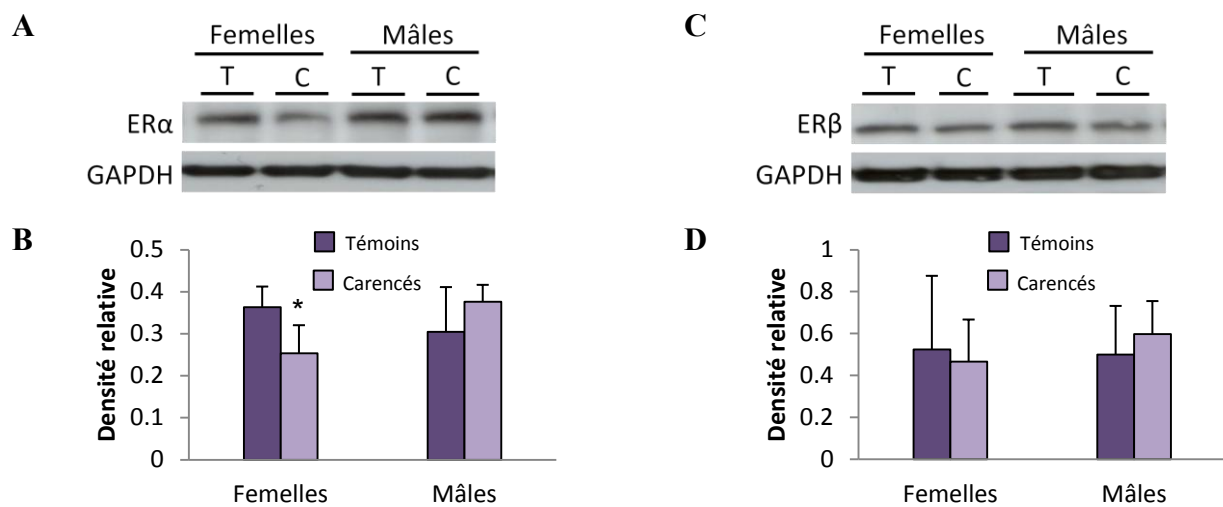 A
Femelles Mâles
T C T C
ERα
GAPDH
B
0.5
0.4
0.3
0.2
0.1
0
Densité relative
Témoins
Carencés
*
Femelles Mâles
C
Femelles Mâles
T C T C
ERβ
GAPDH
D
1
0.8
0.6
0.4
0.2
0
Densité relative
Témoins
Carencés
Femelles Mâles